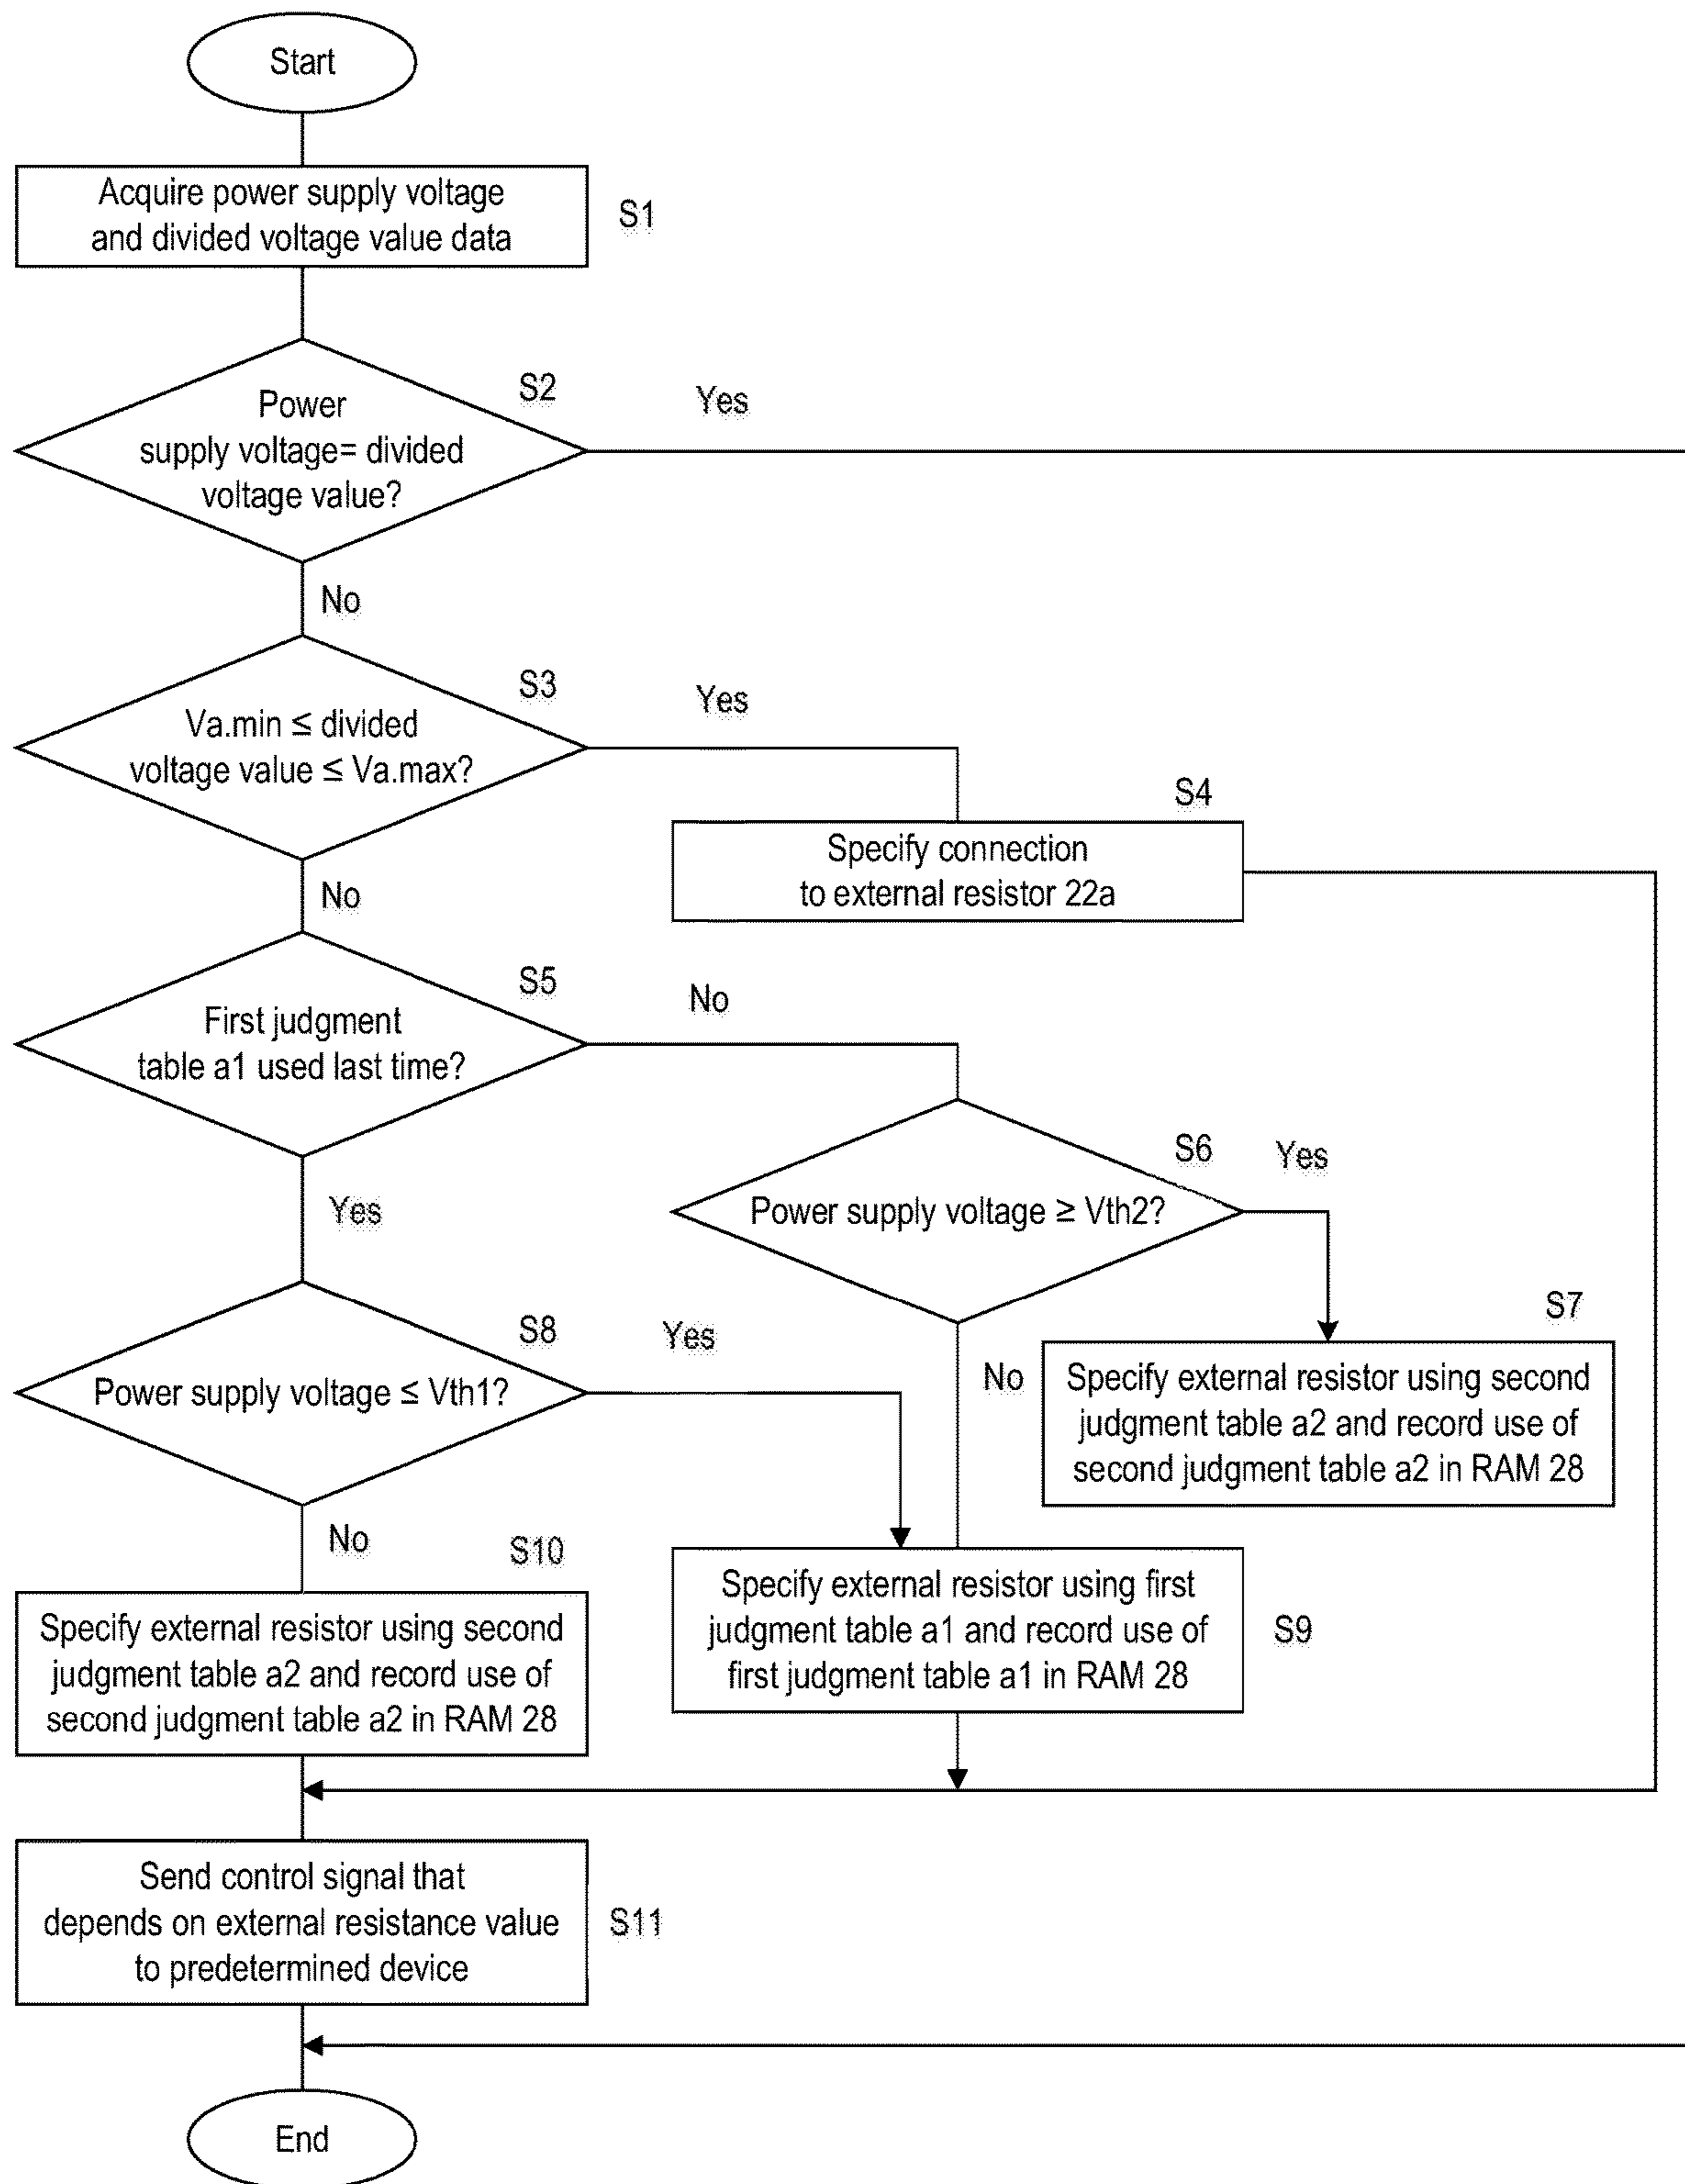 Start
Acquire power supply voltage
and divided voltage value data
S1
Power
supply voltage= divided
voltage value?
S2
Yes
No
Va.min ≤ divided
voltage value ≤ Va.max?
S3
Yes
S4
Specify connection
to external resistor 22a
No
First judgment
table a1 used last time?
S5
No
S6
Yes
Power supply voltage ≥ Vth2?
Yes
S7
No
Specify external resistor using second
judgment table a2 and record use of
second judgment table a2 in RAM 28
Power supply voltage ≤ Vth1?
S8
Yes
No
S10
Specify external resistor using second
judgment table a2 and record use of
second judgment table a2 in RAM 28
Specify external resistor using first
judgment table a1 and record use of
first judgment table a1 in RAM 28
S9
Send control signal that
depends on external resistance value
to predetermined device
S11
End